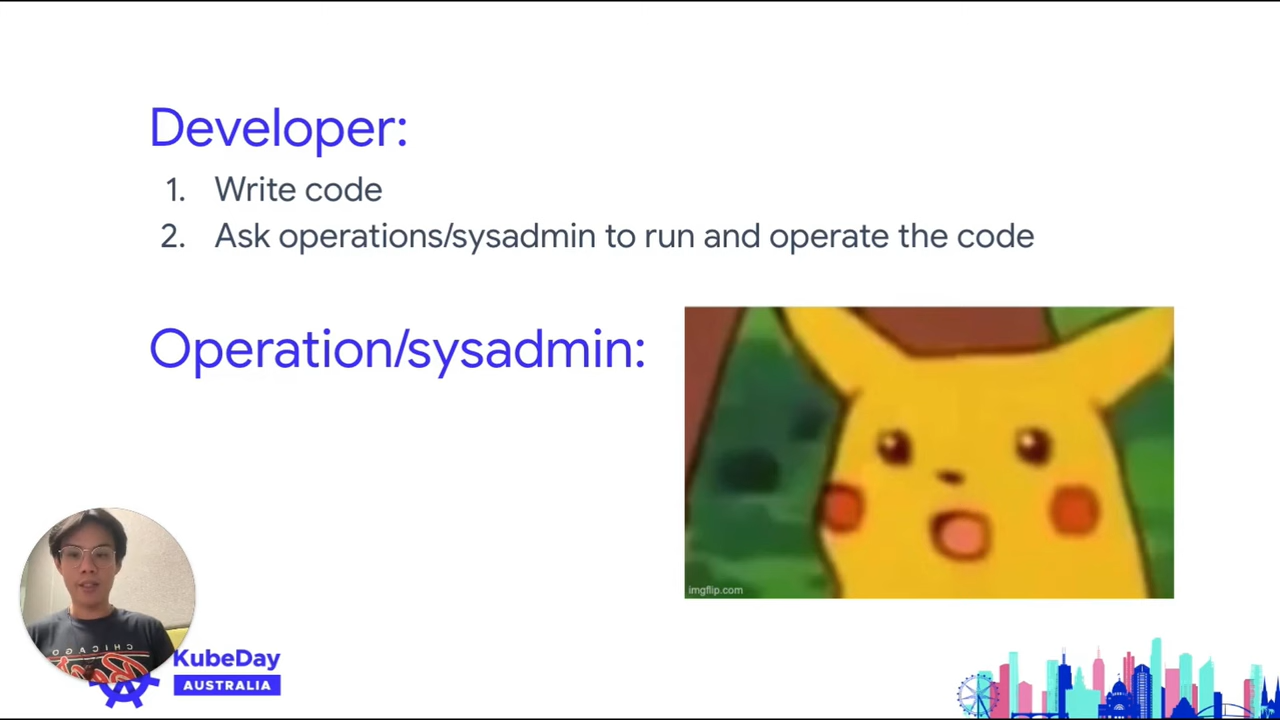 Developer:
1. Write code
2. Ask operations/sysadmin to run and operate the code
Operation/sysadmin:
imgflip.com
CHICAGO
KubeDay
AUSTRALIA